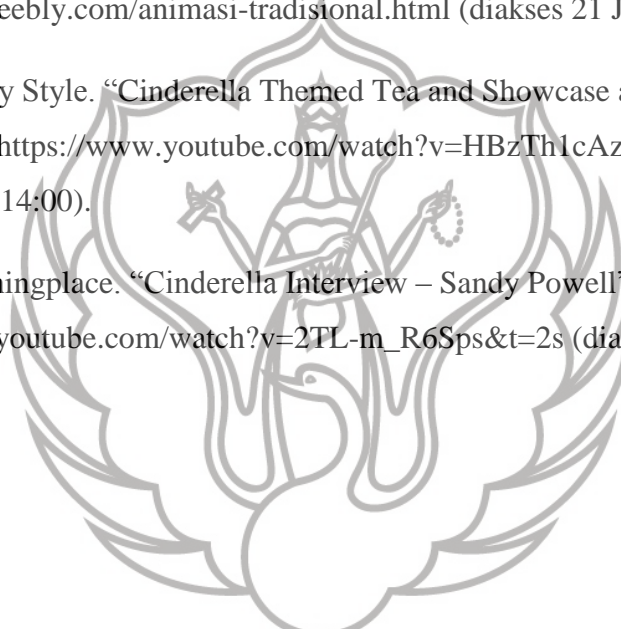 eebly.com/animasi-tradisional.html (diakses 21 J
y Style. “Cinderella Themed Tea and Showcase a
https://www.youtube.com/watch?v=HBzTh1cAz
14:00).
ningplace. “Cinderella Interview – Sandy Powell”
youtube.com/watch?v=2TL-m_R6Sps&t=2s (dia